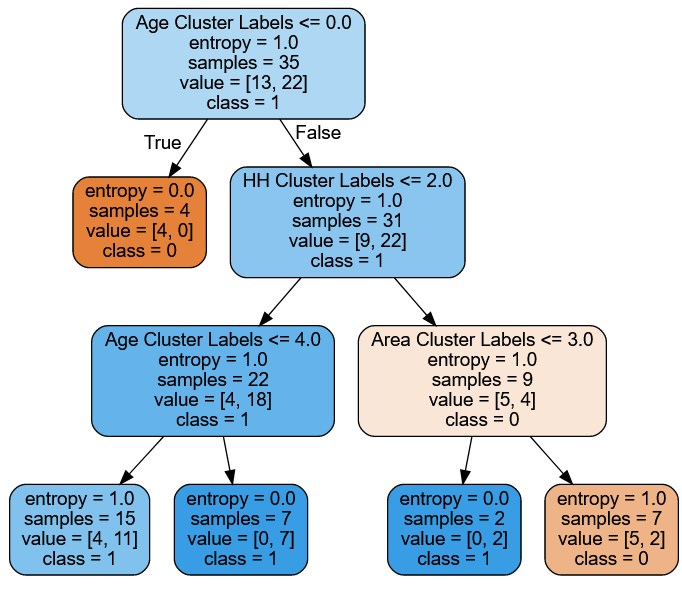 Age Cluster Labels <= 0.0
entropy = 1.0
samples = 35
value = [13, 22]
class = 1
True
False
entropy = 0.0
samples = 4
value = [4, 0]
class = 0
HH Cluster Labels <= 2.0
entropy = 1.0
samples = 31
value = [9, 22]
class = 1
Age Cluster Labels <= 4.0
entropy = 1.0
samples = 22
value = [4, 18]
class = 1
Area Cluster Labels <= 3.0
entropy = 1.0
samples = 9
value = [5, 4]
class = 0
entropy = 1.0
samples = 15
value = [4, 11]
class = 1
entropy = 0.0
samples = 7
value = [0, 7]
class = 1
entropy = 0.0
samples = 2
value = [0, 2]
class = 1
entropy = 1.0
samples = 7
value = [5, 2]
class = 0